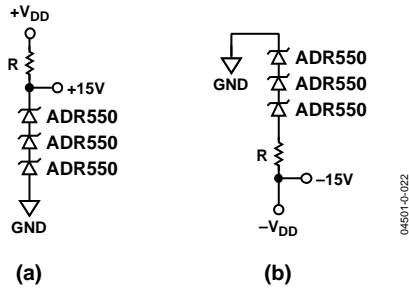 +VDD
R
+15V
ADR550
ADR550
ADR550
GND
(a)
GND
ADR550
ADR550
ADR550
R
–15V
–VDD
(b)
04501-0-022